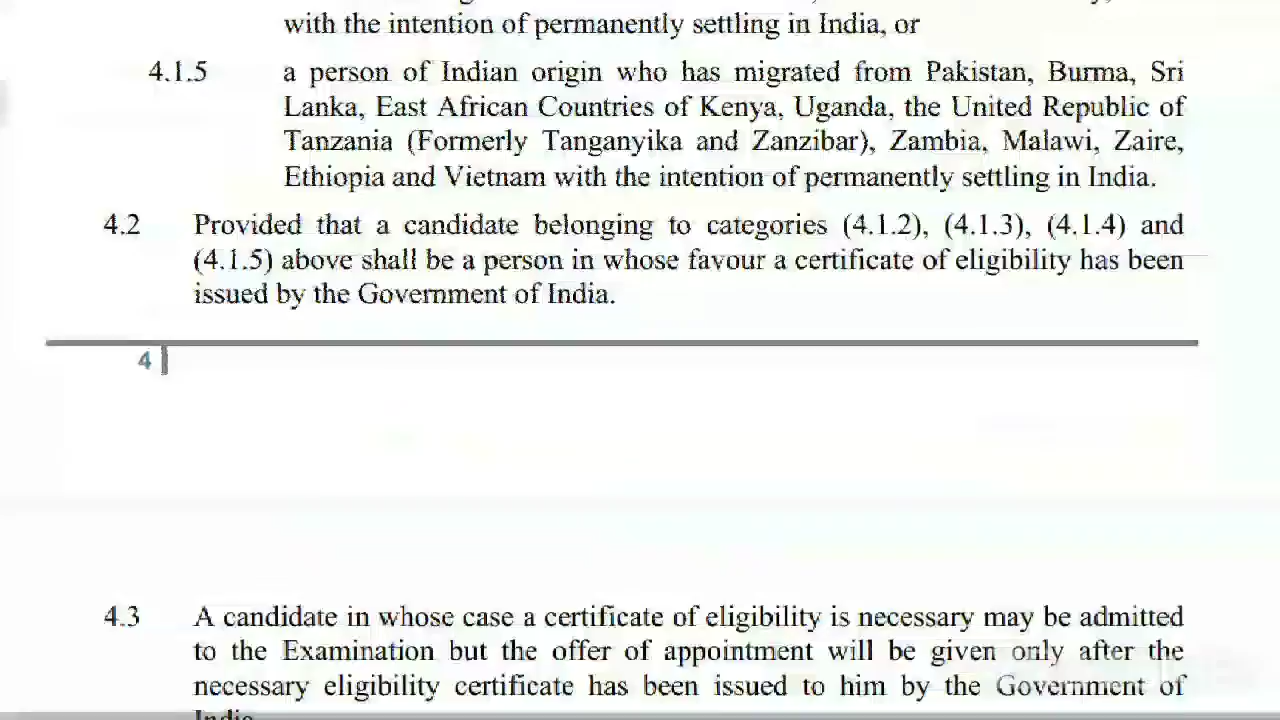 with the intention of permanently settling in India, or
4.1.5 a person of Indian origin who has migrated from Pakistan, Burma, Sri
Lanka, East African Countries of Kenya, Uganda, the United Republic of
Tanzania (Formerly Tanganyika and Zanzibar), Zambia, Malawi, Zaire,
Ethiopia and Vietnam with the intention of permanently settling in India.
4.2 Provided that a candidate belonging to categories (4.1.2), (4.1.3), (4.1.4) and
(4.1.5) above shall be a person in whose favour a certificate of eligibility has been
issued by the Government of India.
4
4.3 A candidate in whose case a certificate of eligibility is necessary may be admitted
to the Examination but the offer of appointment will be given only after the
necessary eligibility certificate has been issued to him by the Government of
India